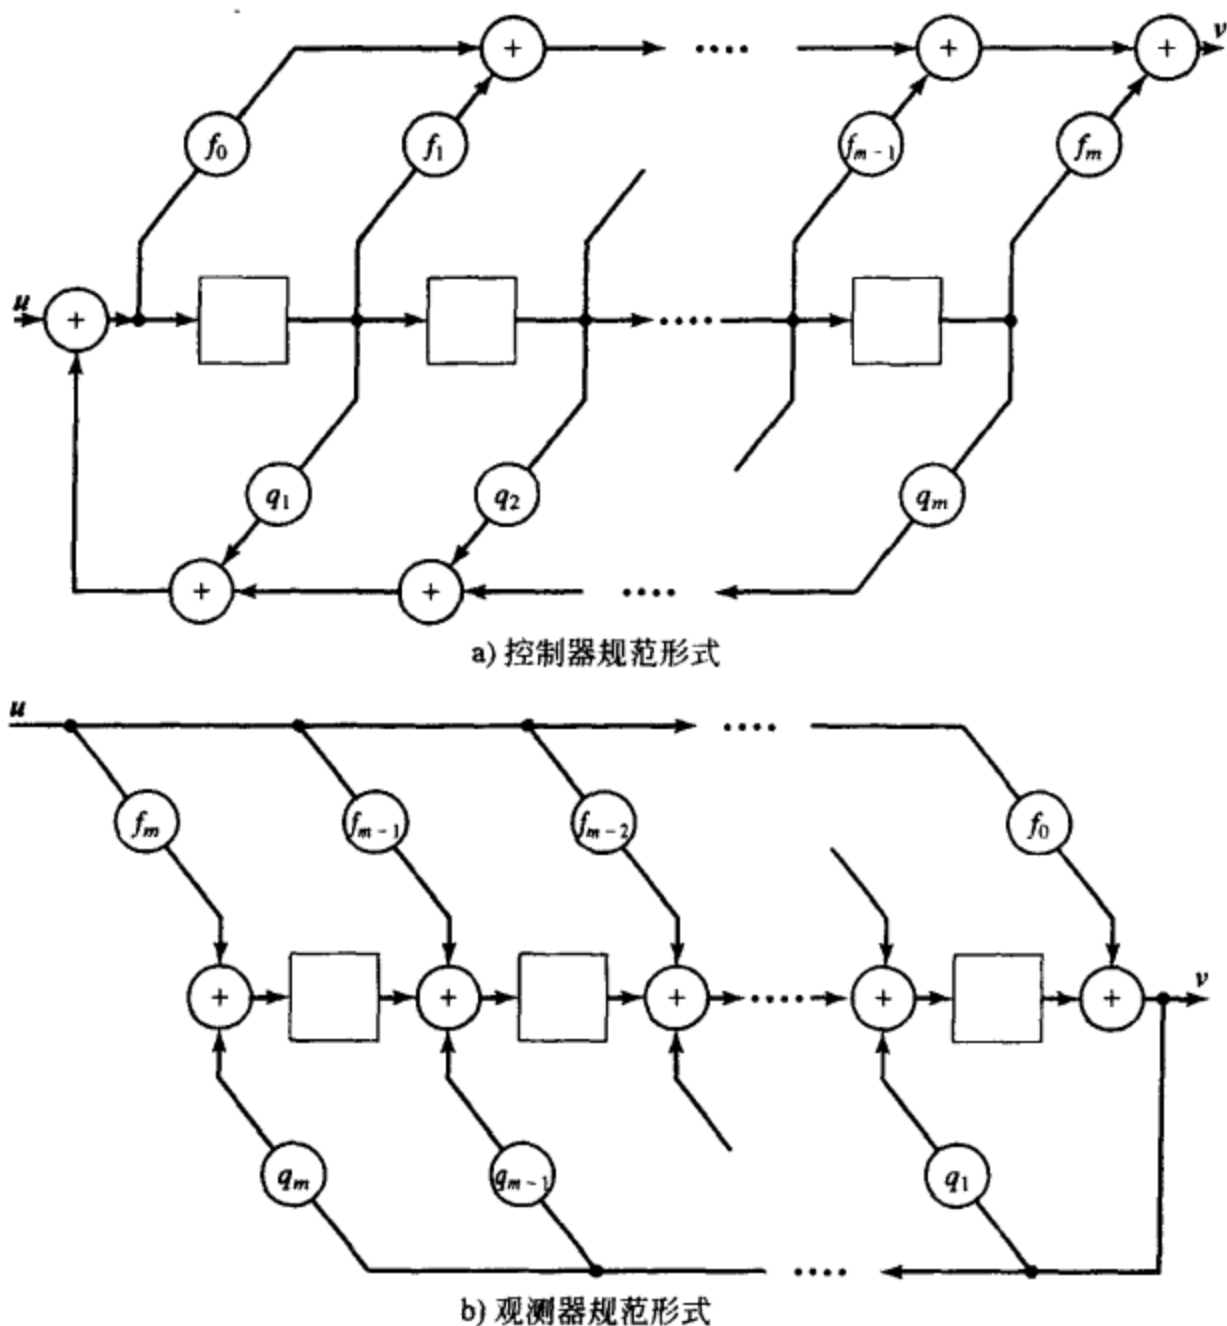 v
f₀ f₁ fₘ₋₁ fₘ
u
+ + +
+
q₁ q₂ qₘ
+ +
a) 控制器规范形式
u
fₘ fₘ₋₁ fₘ₋₂ f₀
v
+ + + + +
qₘ qₘ₋₁ q₁
b) 观测器规范形式